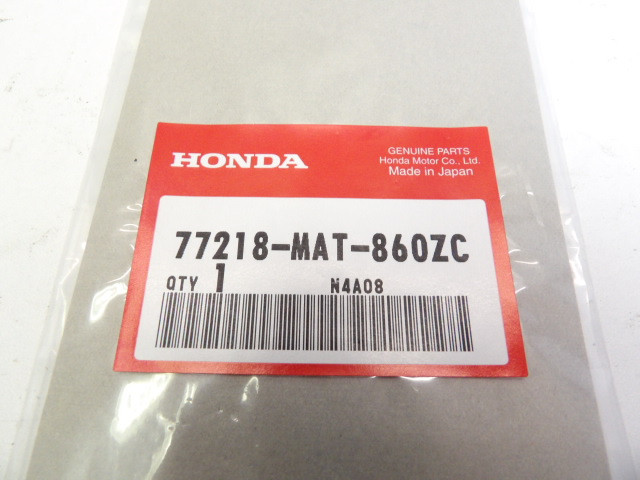 HONDA
GENUINE PARTS
Honda Motor Co., Ltd.
Made in Japan
77218-MAT-860ZC
QTY 1 N4A08